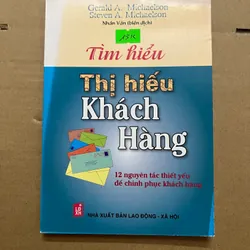 Gerald A. Michaelson
Steven A. Michaelson
Nhân Văn (biên dịch)
Tìm hiểu
Thị hiếu
Khách
Hàng
12 nguyên tắc thiết yếu
để chinh phục khách hàng
NHÀ XUẤT BẢN LAO ĐỘNG - XÃ HỘI